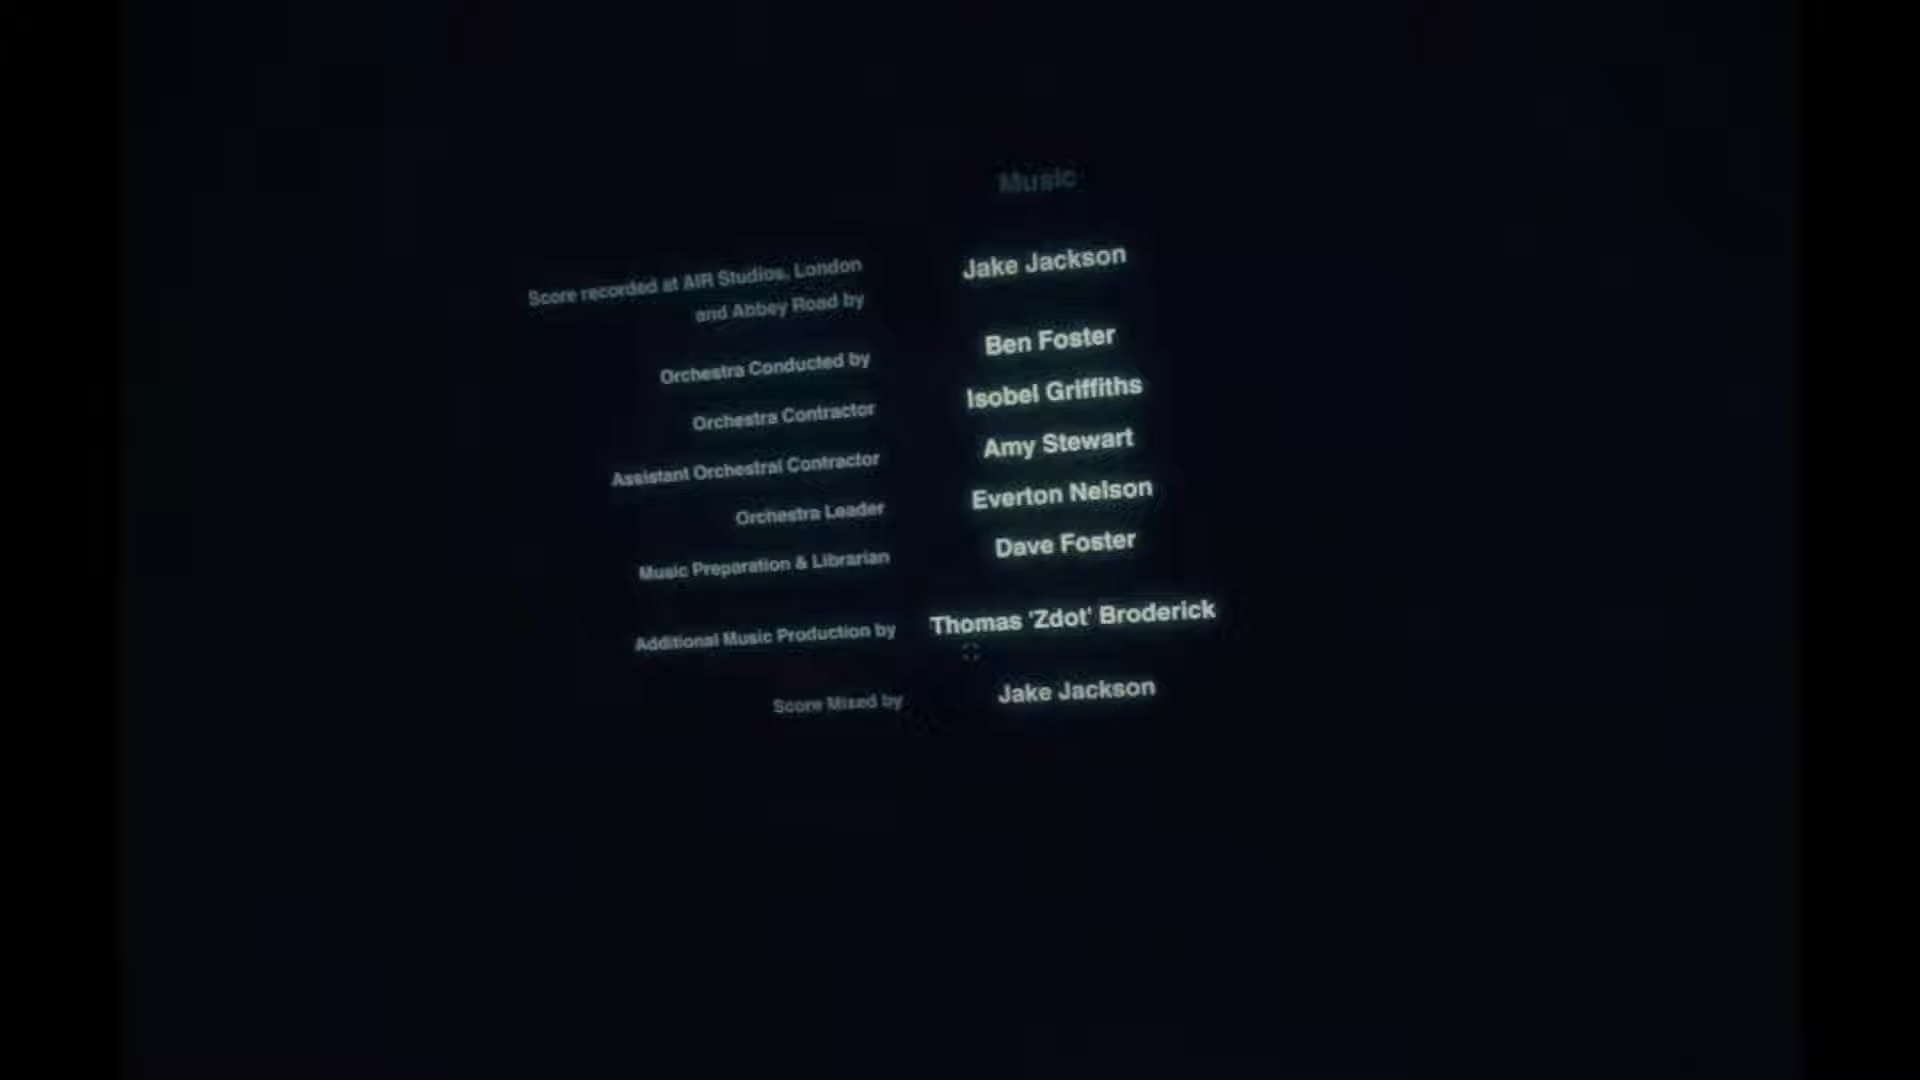 Music
Score recorded at AIR Studios, London
and Abbey Road by
Jake Jackson
Orchestra Conducted by
Ben Foster
Orchestra Contractor
Isobel Griffiths
Assistant Orchestral Contractor
Amy Stewart
Orchestra Leader
Everton Nelson
Music Preparation & Librarian
Dave Foster
Additional Music Production by
Thomas 'Zdot' Broderick
Score Mixed by
Jake Jackson